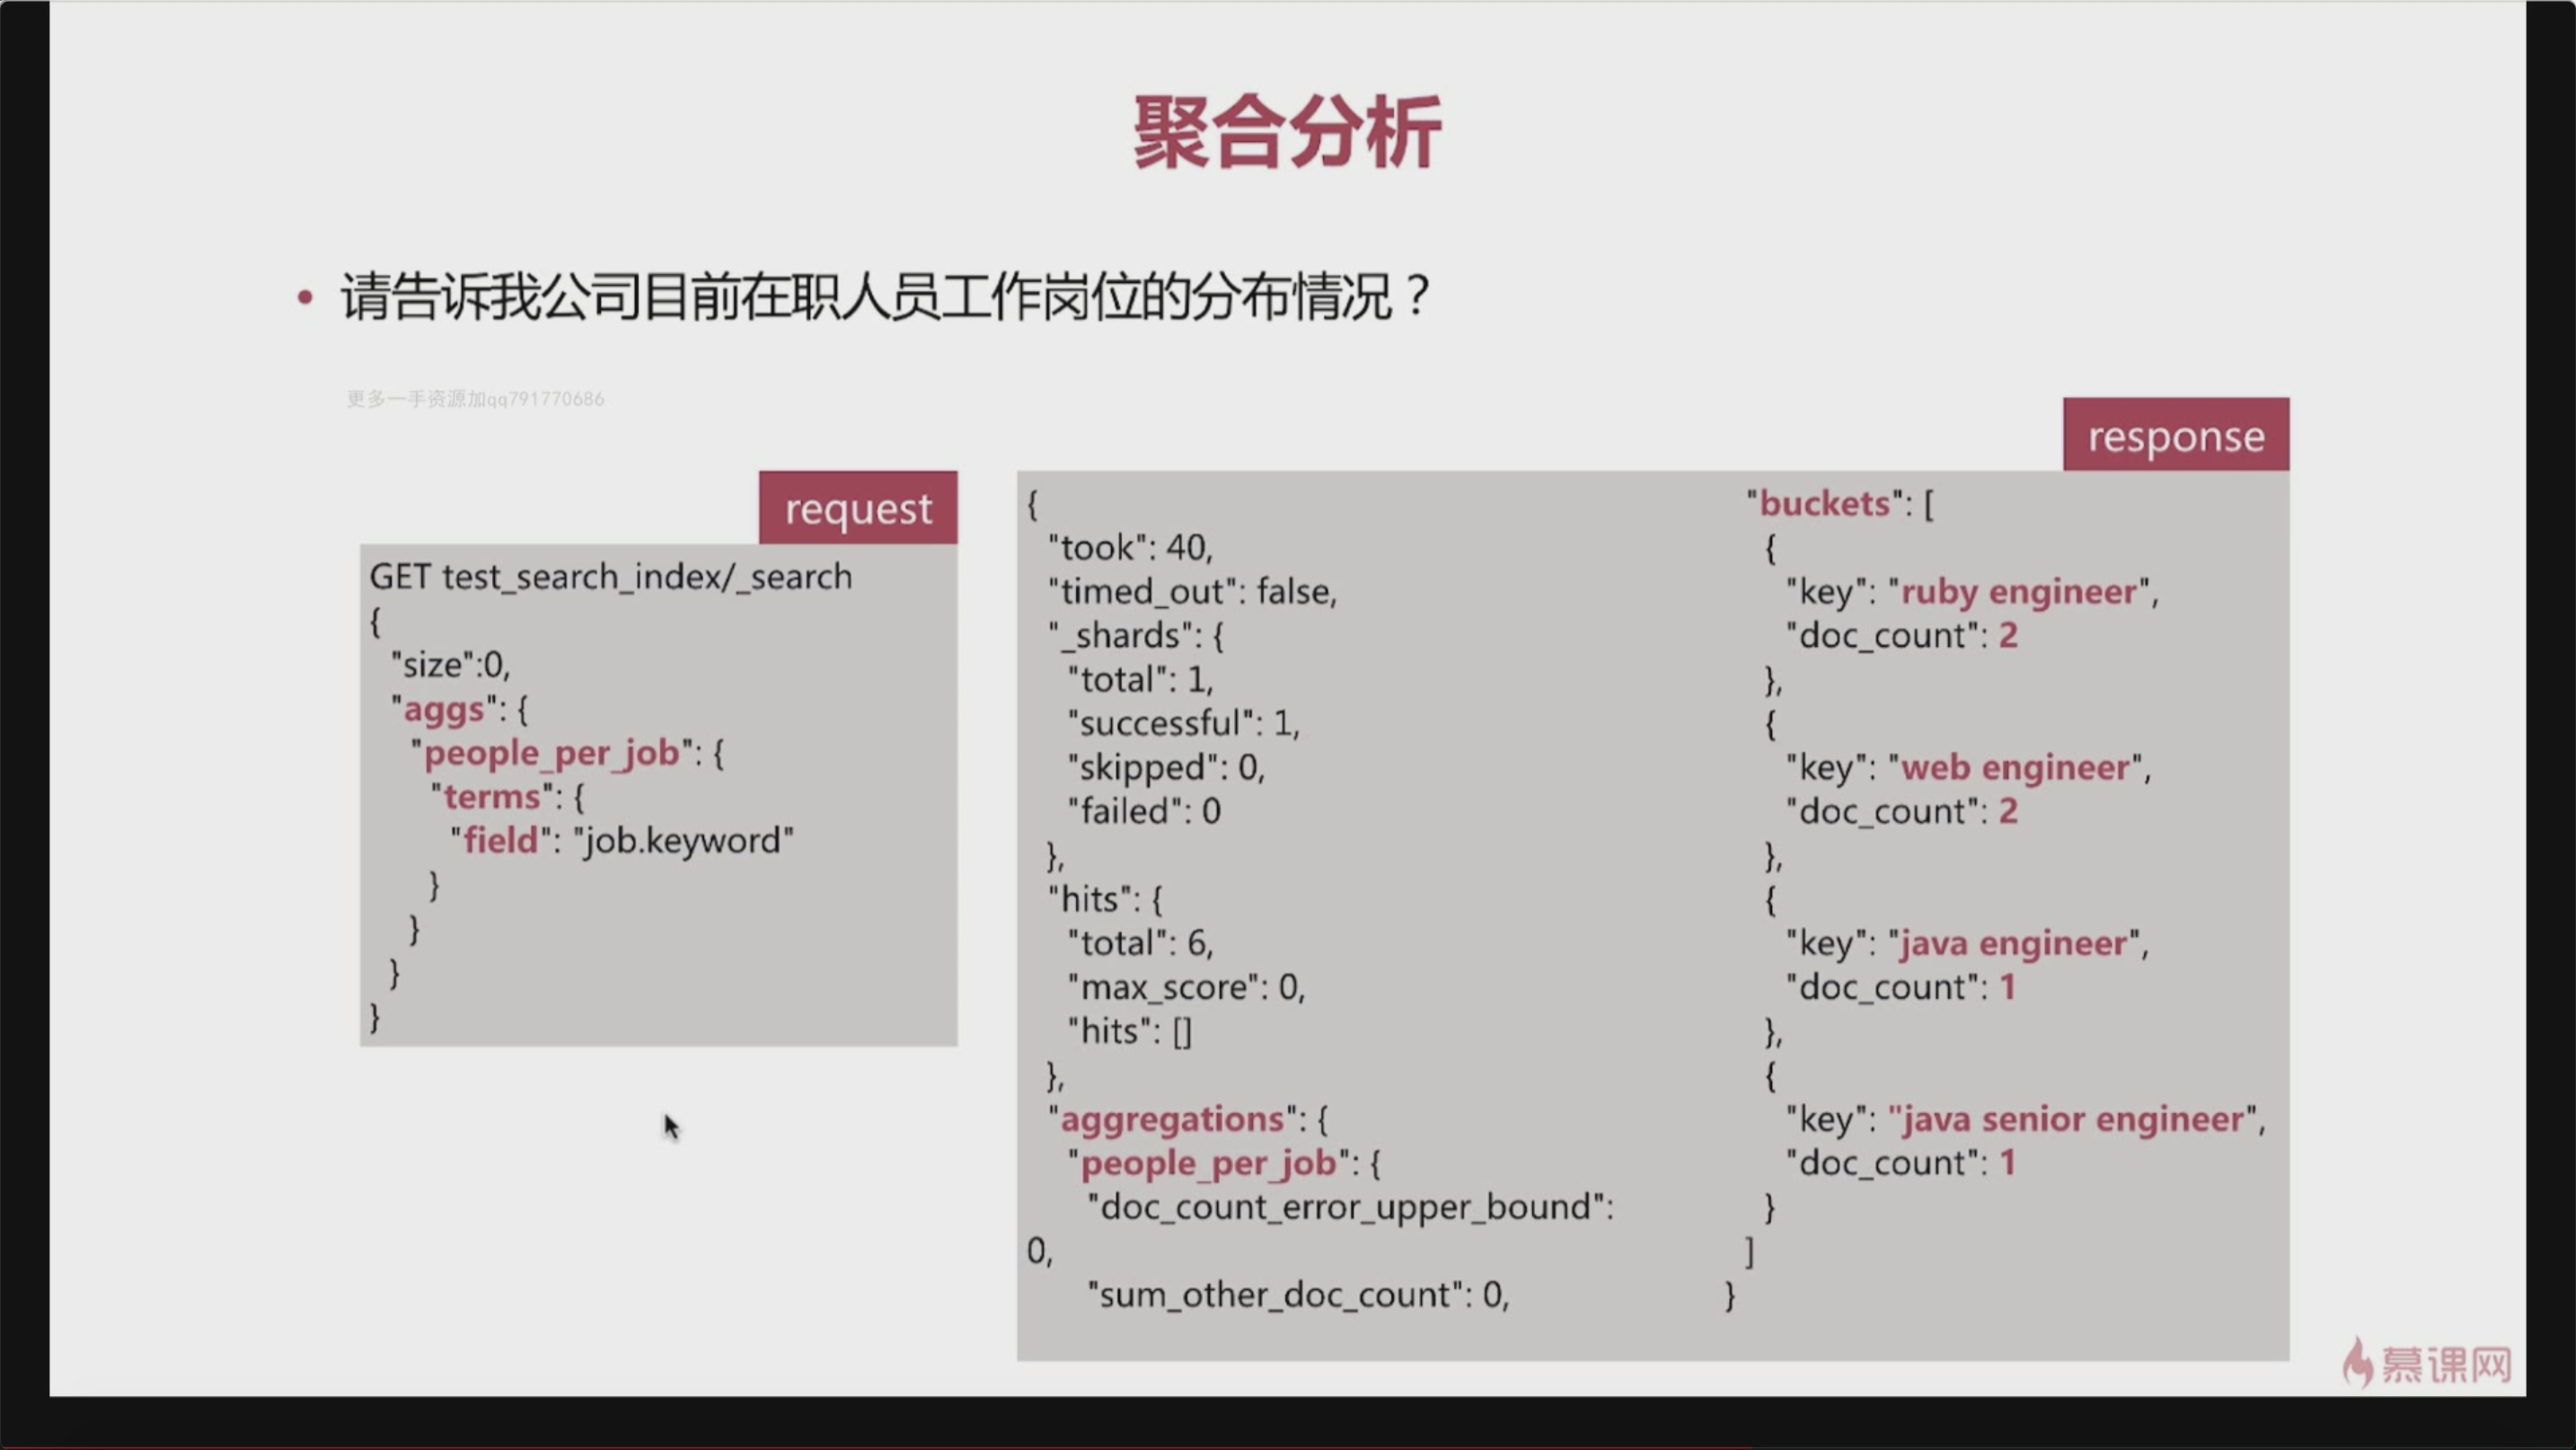 聚合分析
• 请告诉我公司目前在职人员工作岗位的分布情况？
更多一手资源加qq791770686
request
GET test_search_index/_search
{
"size":0,
"aggs": {
"people_per_job": {
"terms": {
"field": "job.keyword"
}
}
}
}
response
{
"took": 40,
"timed_out": false,
"_shards": {
"total": 1,
"successful": 1,
"skipped": 0,
"failed": 0
},
"hits": {
"total": 6,
"max_score": 0,
"hits": []
},
"aggregations": {
"people_per_job": {
"doc_count_error_upper_bound":
0,
"sum_other_doc_count": 0,
"buckets": [
{
"key": "ruby engineer",
"doc_count": 2
},
{
"key": "web engineer",
"doc_count": 2
},
{
"key": "java engineer",
"doc_count": 1
},
{
"key": "java senior engineer",
"doc_count": 1
}
]
}
慕课网